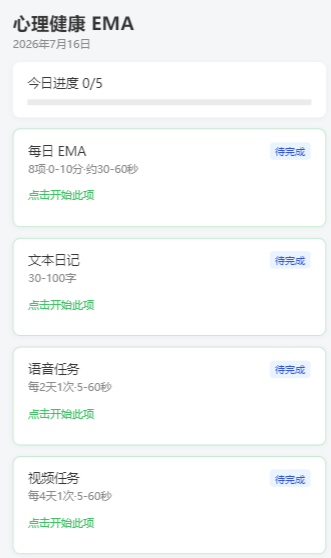 心理健康 EMA
2026年7月16日
今日进度 0/5
每日 EMA
待完成
8项·0-10分·约30-60秒
点击开始此项
文本日记
待完成
30-100字
点击开始此项
语音任务
待完成
每2天1次·5-60秒
点击开始此项
视频任务
待完成
每4天1次·5-60秒
点击开始此项